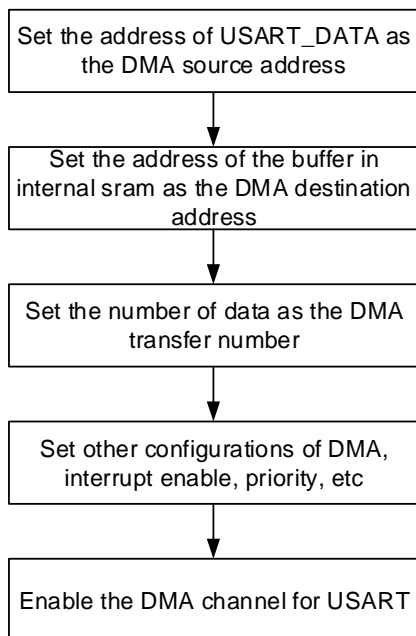 Set the address of USART_DATA as
the DMA source address
Set the address of the buffer in
internal sram as the DMA destination
address
Set the number of data as the DMA
transfer number
Set other configurations of DMA,
interrupt enable, priority, etc
Enable the DMA channel for USART